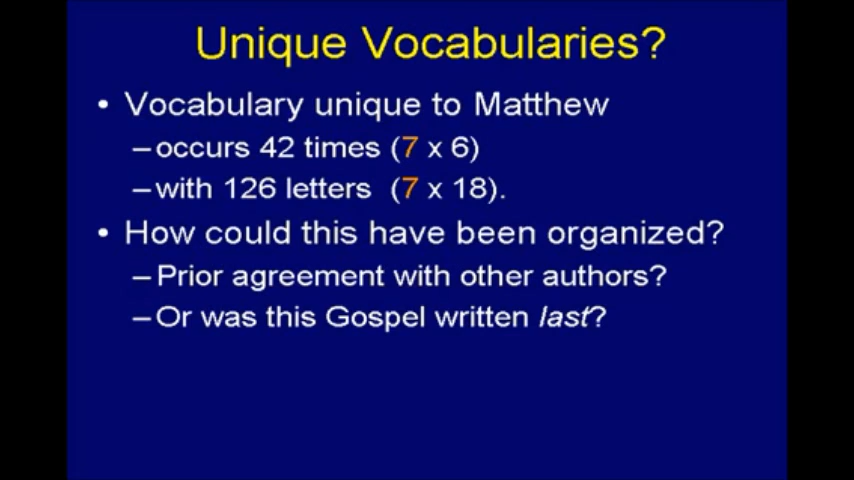 Unique Vocabularies?
• Vocabulary unique to Matthew
–occurs 42 times (7 x 6)
–with 126 letters (7 x 18).
• How could this have been organized?
–Prior agreement with other authors?
–Or was this Gospel written last?